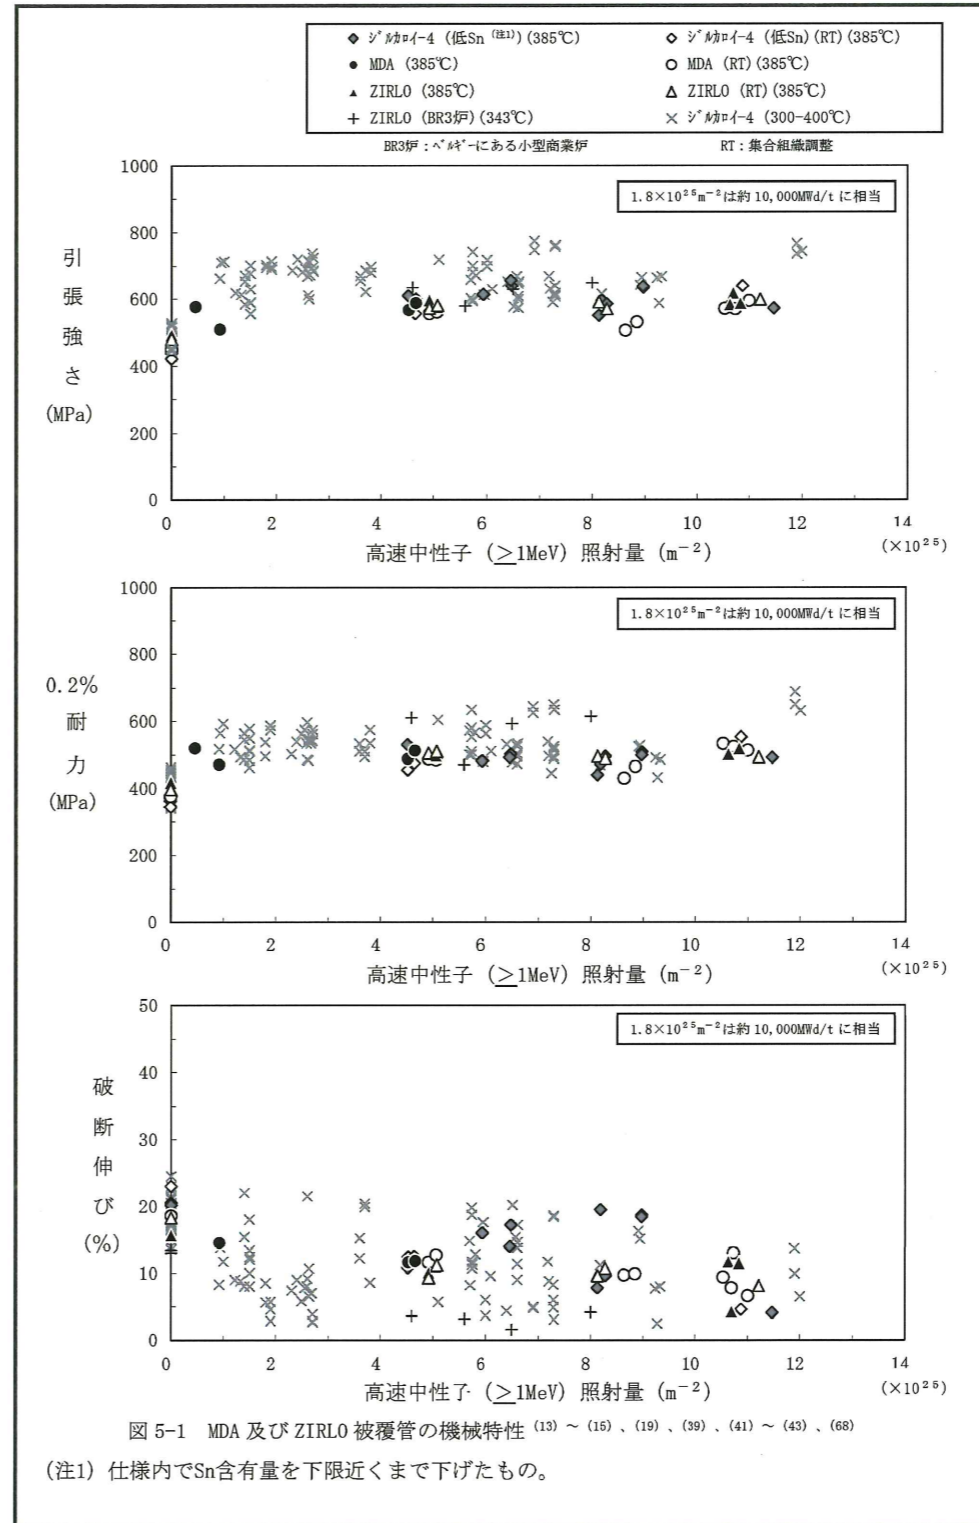 ジルカロイ-4 (低Sn (注1)) (385℃)
ジルカロイ-4 (低Sn) (RT) (385℃)
MDA (385℃)
MDA (RT) (385℃)
ZIRLO (385℃)
ZIRLO (RT) (385℃)
ZIRLO (BR3炉) (343℃)
ジルカロイ-4 (300-400℃)
BR3炉：ベルギーにある小型商業炉
RT：集合組織調整
1.8×10²⁵m⁻²は約10,000MWd/tに相当
引張強さ
(MPa)
1000
800
600
400
200
0
0 2 4 6 8 10 12 14
高速中性子 (≥1MeV) 照射量 (m⁻²)
(×10²⁵)
1.8×10²⁵m⁻²は約10,000MWd/tに相当
0.2%
耐力
(MPa)
1000
800
600
400
200
0
0 2 4 6 8 10 12 14
高速中性子 (≥1MeV) 照射量 (m⁻²)
(×10²⁵)
1.8×10²⁵m⁻²は約10,000MWd/tに相当
破断伸び
(%)
50
40
30
20
10
0
0 2 4 6 8 10 12 14
高速中性子 (≥1MeV) 照射量 (m⁻²)
(×10²⁵)
図5-1 MDA及びZIRLO被覆管の機械特性 (13) ～ (15) 、(19) 、(39) 、(41) ～ (43) 、(68)
(注1) 仕様内でSn含有量を下限近くまで下げたもの。